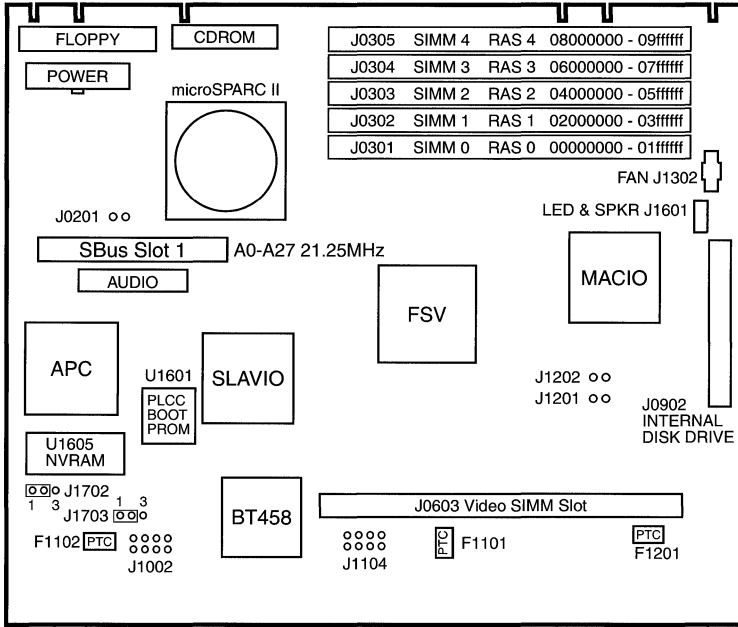 FLOPPY
CDROM
POWER
microSPARC II
J0305 SIMM 4 RAS 4 08000000 - 09ffffff
J0304 SIMM 3 RAS 3 06000000 - 07ffffff
J0303 SIMM 2 RAS 2 04000000 - 05ffffff
J0302 SIMM 1 RAS 1 02000000 - 03ffffff
J0301 SIMM 0 RAS 0 00000000 - 01ffffff
FAN J1302
LED & SPKR J1601
J0201
SBus Slot 1 A0-A27 21.25MHz
AUDIO
MACIO
FSV
APC
SLAVIO
U1601
PLCC
BOOT
PROM
J1202
J1201
J0902
INTERNAL
DISK DRIVE
U1605
NVRAM
J1702
1 3
J1703
1 3
F1102 PTC
J1002
BT458
J0603 Video SIMM Slot
J1104
PTC F1101
PTC
F1201